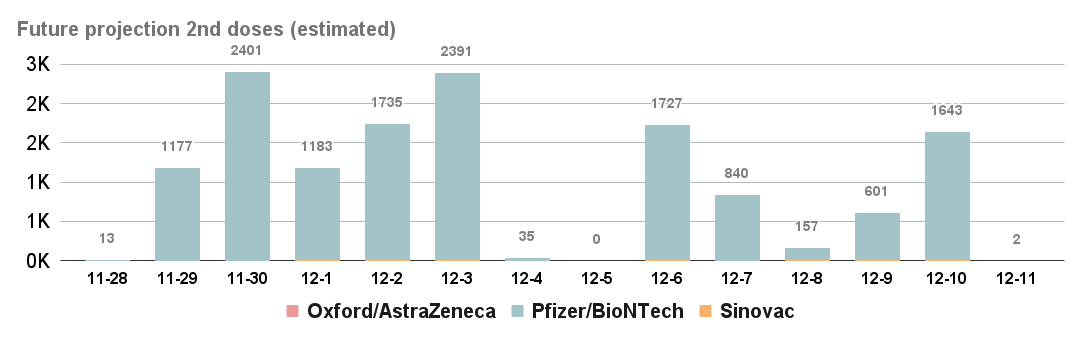 Future projection 2nd doses (estimated)
3K
2K
2K
1K
1K
0K
13
1177
2401
1183
1735
2391
35
0
1727
840
157
601
1643
2
11-28
11-29
11-30
12-1
12-2
12-3
12-4
12-5
12-6
12-7
12-8
12-9
12-10
12-11
Oxford/AstraZeneca
Pfizer/BioNTech
Sinovac